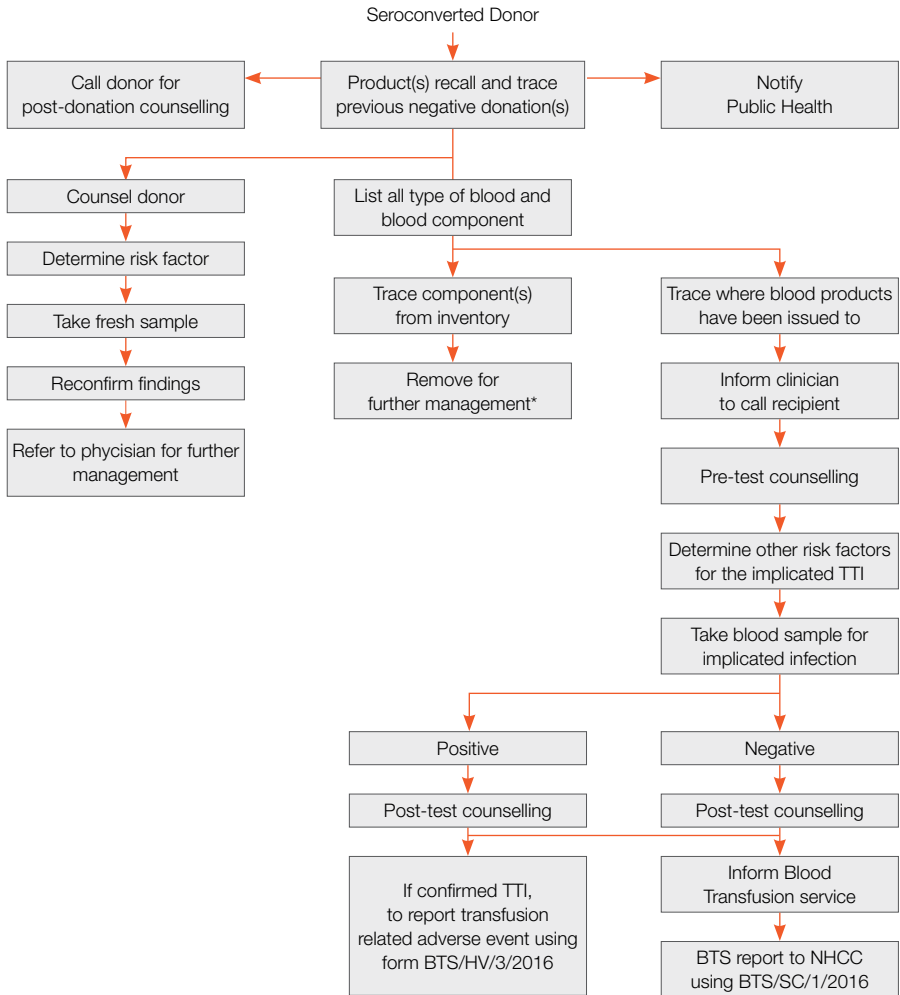 Seroconverted Donor
Call donor for
post-donation counselling
Product(s) recall and trace
previous negative donation(s)
Notify
Public Health
Counsel donor
Determine risk factor
Take fresh sample
Reconfirm findings
Refer to phycisian for further
management
List all type of blood and
blood component
Trace component(s)
from inventory
Remove for
further management*
Trace where blood products
have been issued to
Inform clinician
to call recipient
Pre-test counselling
Determine other risk factors
for the implicated TTI
Take blood sample for
implicated infection
Positive
Negative
Post-test counselling
Post-test counselling
If confirmed TTI,
to report transfusion
related adverse event using
form BTS/HV/3/2016
Inform Blood
Transfusion service
BTS report to NHCC
using BTS/SC/1/2016